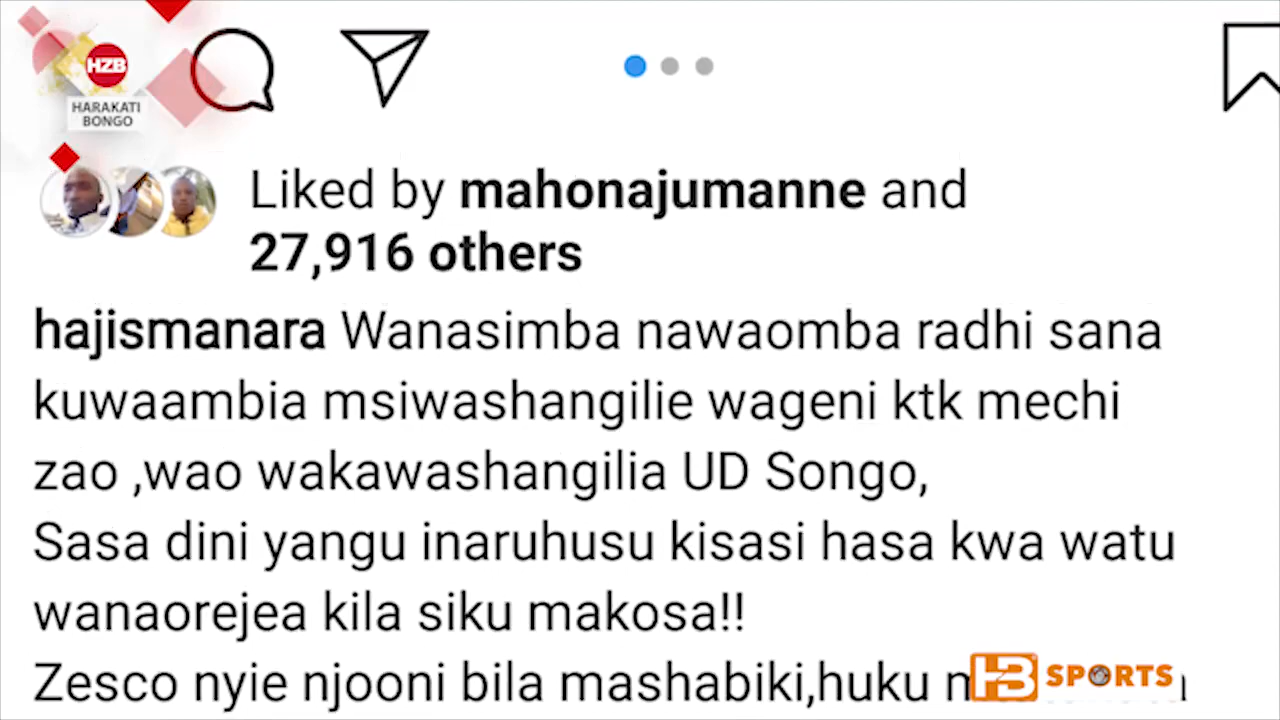 HZB
HARAKATI
BONGO
Liked by mahonajumanne and
27,916 others
hajismanara Wanasimba nawaomba radhi sana
kuwaambia msiwashangilie wageni ktk mechi
zao ,wao wakawashangilia UD Songo,
Sasa dini yangu inaruhusu kisasi hasa kwa watu
wanaorejea kila siku makosa!!
Zesco nyie njooni bila mashabiki,huku
HB SPORTS